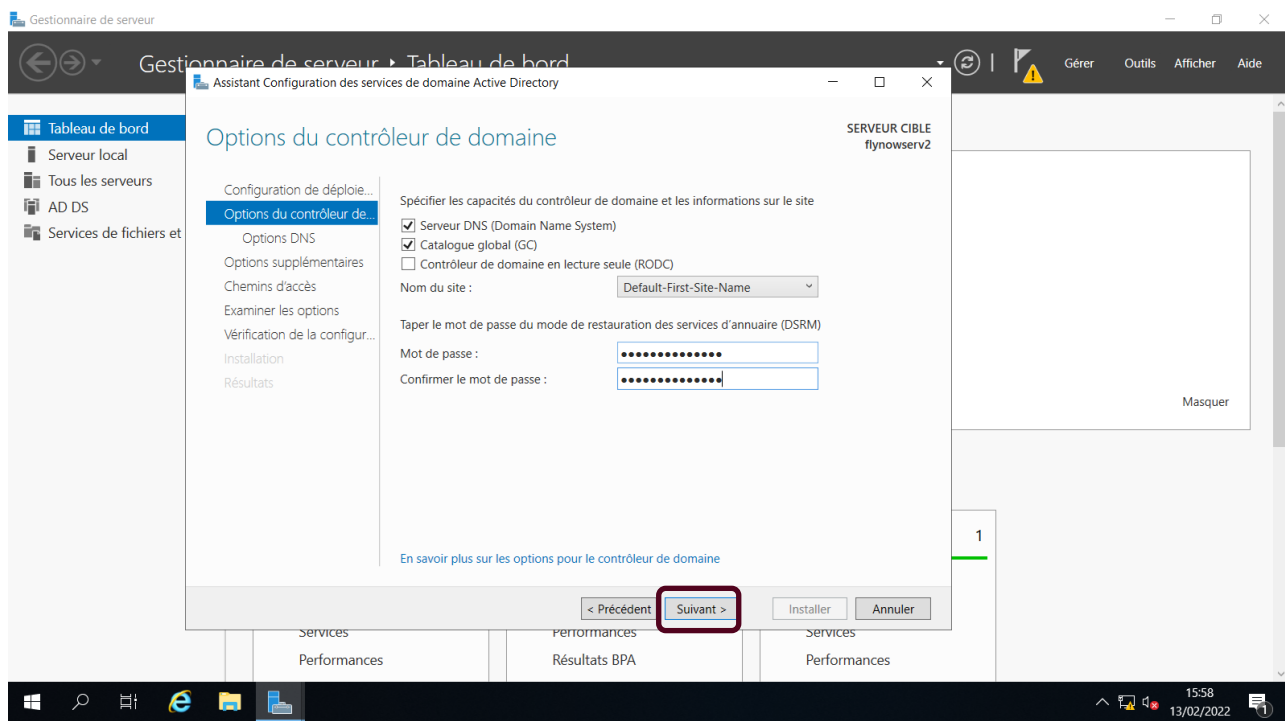 Gestionnaire de serveur
Gestionnaire de serveur ‣ Tableau de bord
Gérer Outils Afficher Aide
Assistant Configuration des services de domaine Active Directory
Tableau de bord
Serveur local
Tous les serveurs
AD DS
Services de fichiers et
Options du contrôleur de domaine
SERVEUR CIBLE
flynowserv2
Configuration de déploie...
Options du contrôleur de...
Options DNS
Options supplémentaires
Chemins d'accès
Examiner les options
Vérification de la configur...
Installation
Résultats
Spécifier les capacités du contrôleur de domaine et les informations sur le site
Serveur DNS (Domain Name System)
Catalogue global (GC)
Contrôleur de domaine en lecture seule (RODC)
Nom du site : Default-First-Site-Name
Taper le mot de passe du mode de restauration des services d'annuaire (DSRM)
Mot de passe : ••••••••••••••
Confirmer le mot de passe : ••••••••••••••
En savoir plus sur les options pour le contrôleur de domaine
< Précédent Suivant > Installer Annuler
Masquer
1
Services Performances Services
Performances Résultats BPA Performances
15:58
13/02/2022
1